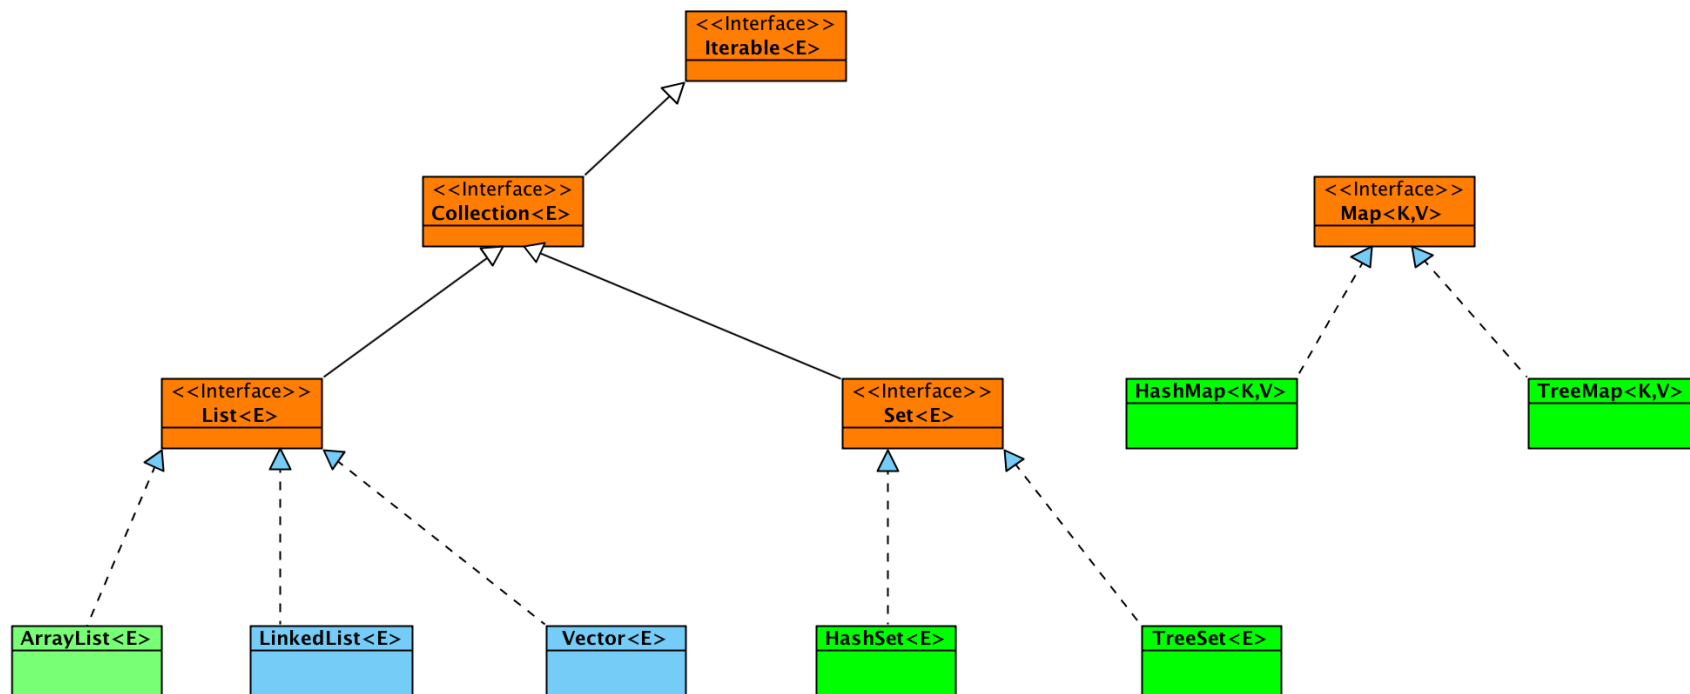 <<Interface>>
Iterable<E>
<<Interface>>
Collection<E>
<<Interface>>
Map<K,V>
<<Interface>>
List<E>
<<Interface>>
Set<E>
HashMap<K,V>
TreeMap<K,V>
ArrayList<E>
LinkedList<E>
Vector<E>
HashSet<E>
TreeSet<E>